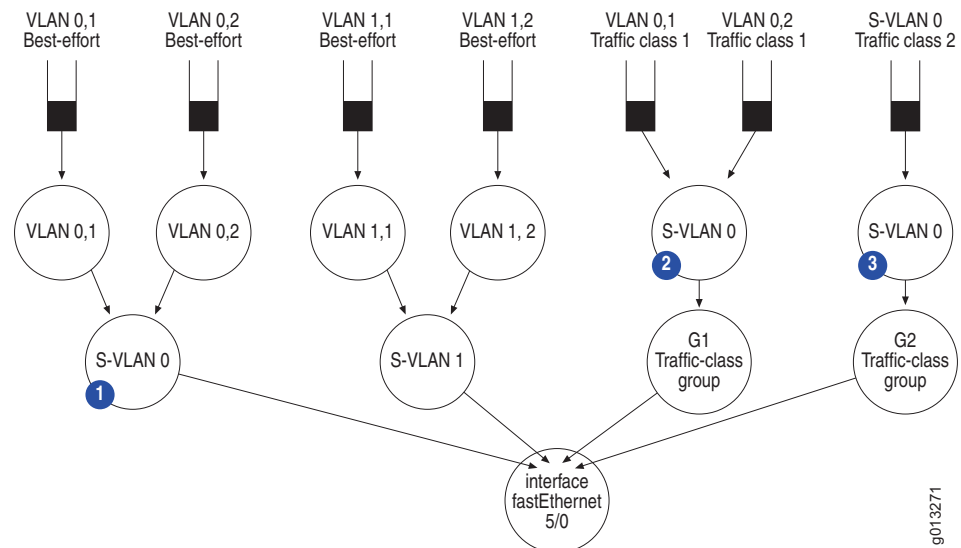 VLAN 0,1
Best-effort
VLAN 0,2
Best-effort
VLAN 1,1
Best-effort
VLAN 1,2
Best-effort
VLAN 0,1
Traffic class 1
VLAN 0,2
Traffic class 1
S-VLAN 0
Traffic class 2
VLAN 0,1
VLAN 0,2
VLAN 1,1
VLAN 1, 2
S-VLAN 0
2
S-VLAN 0
3
S-VLAN 0
1
S-VLAN 1
G1
Traffic-class
group
G2
Traffic-class
group
interface
fastEthernet
5/0
g013271